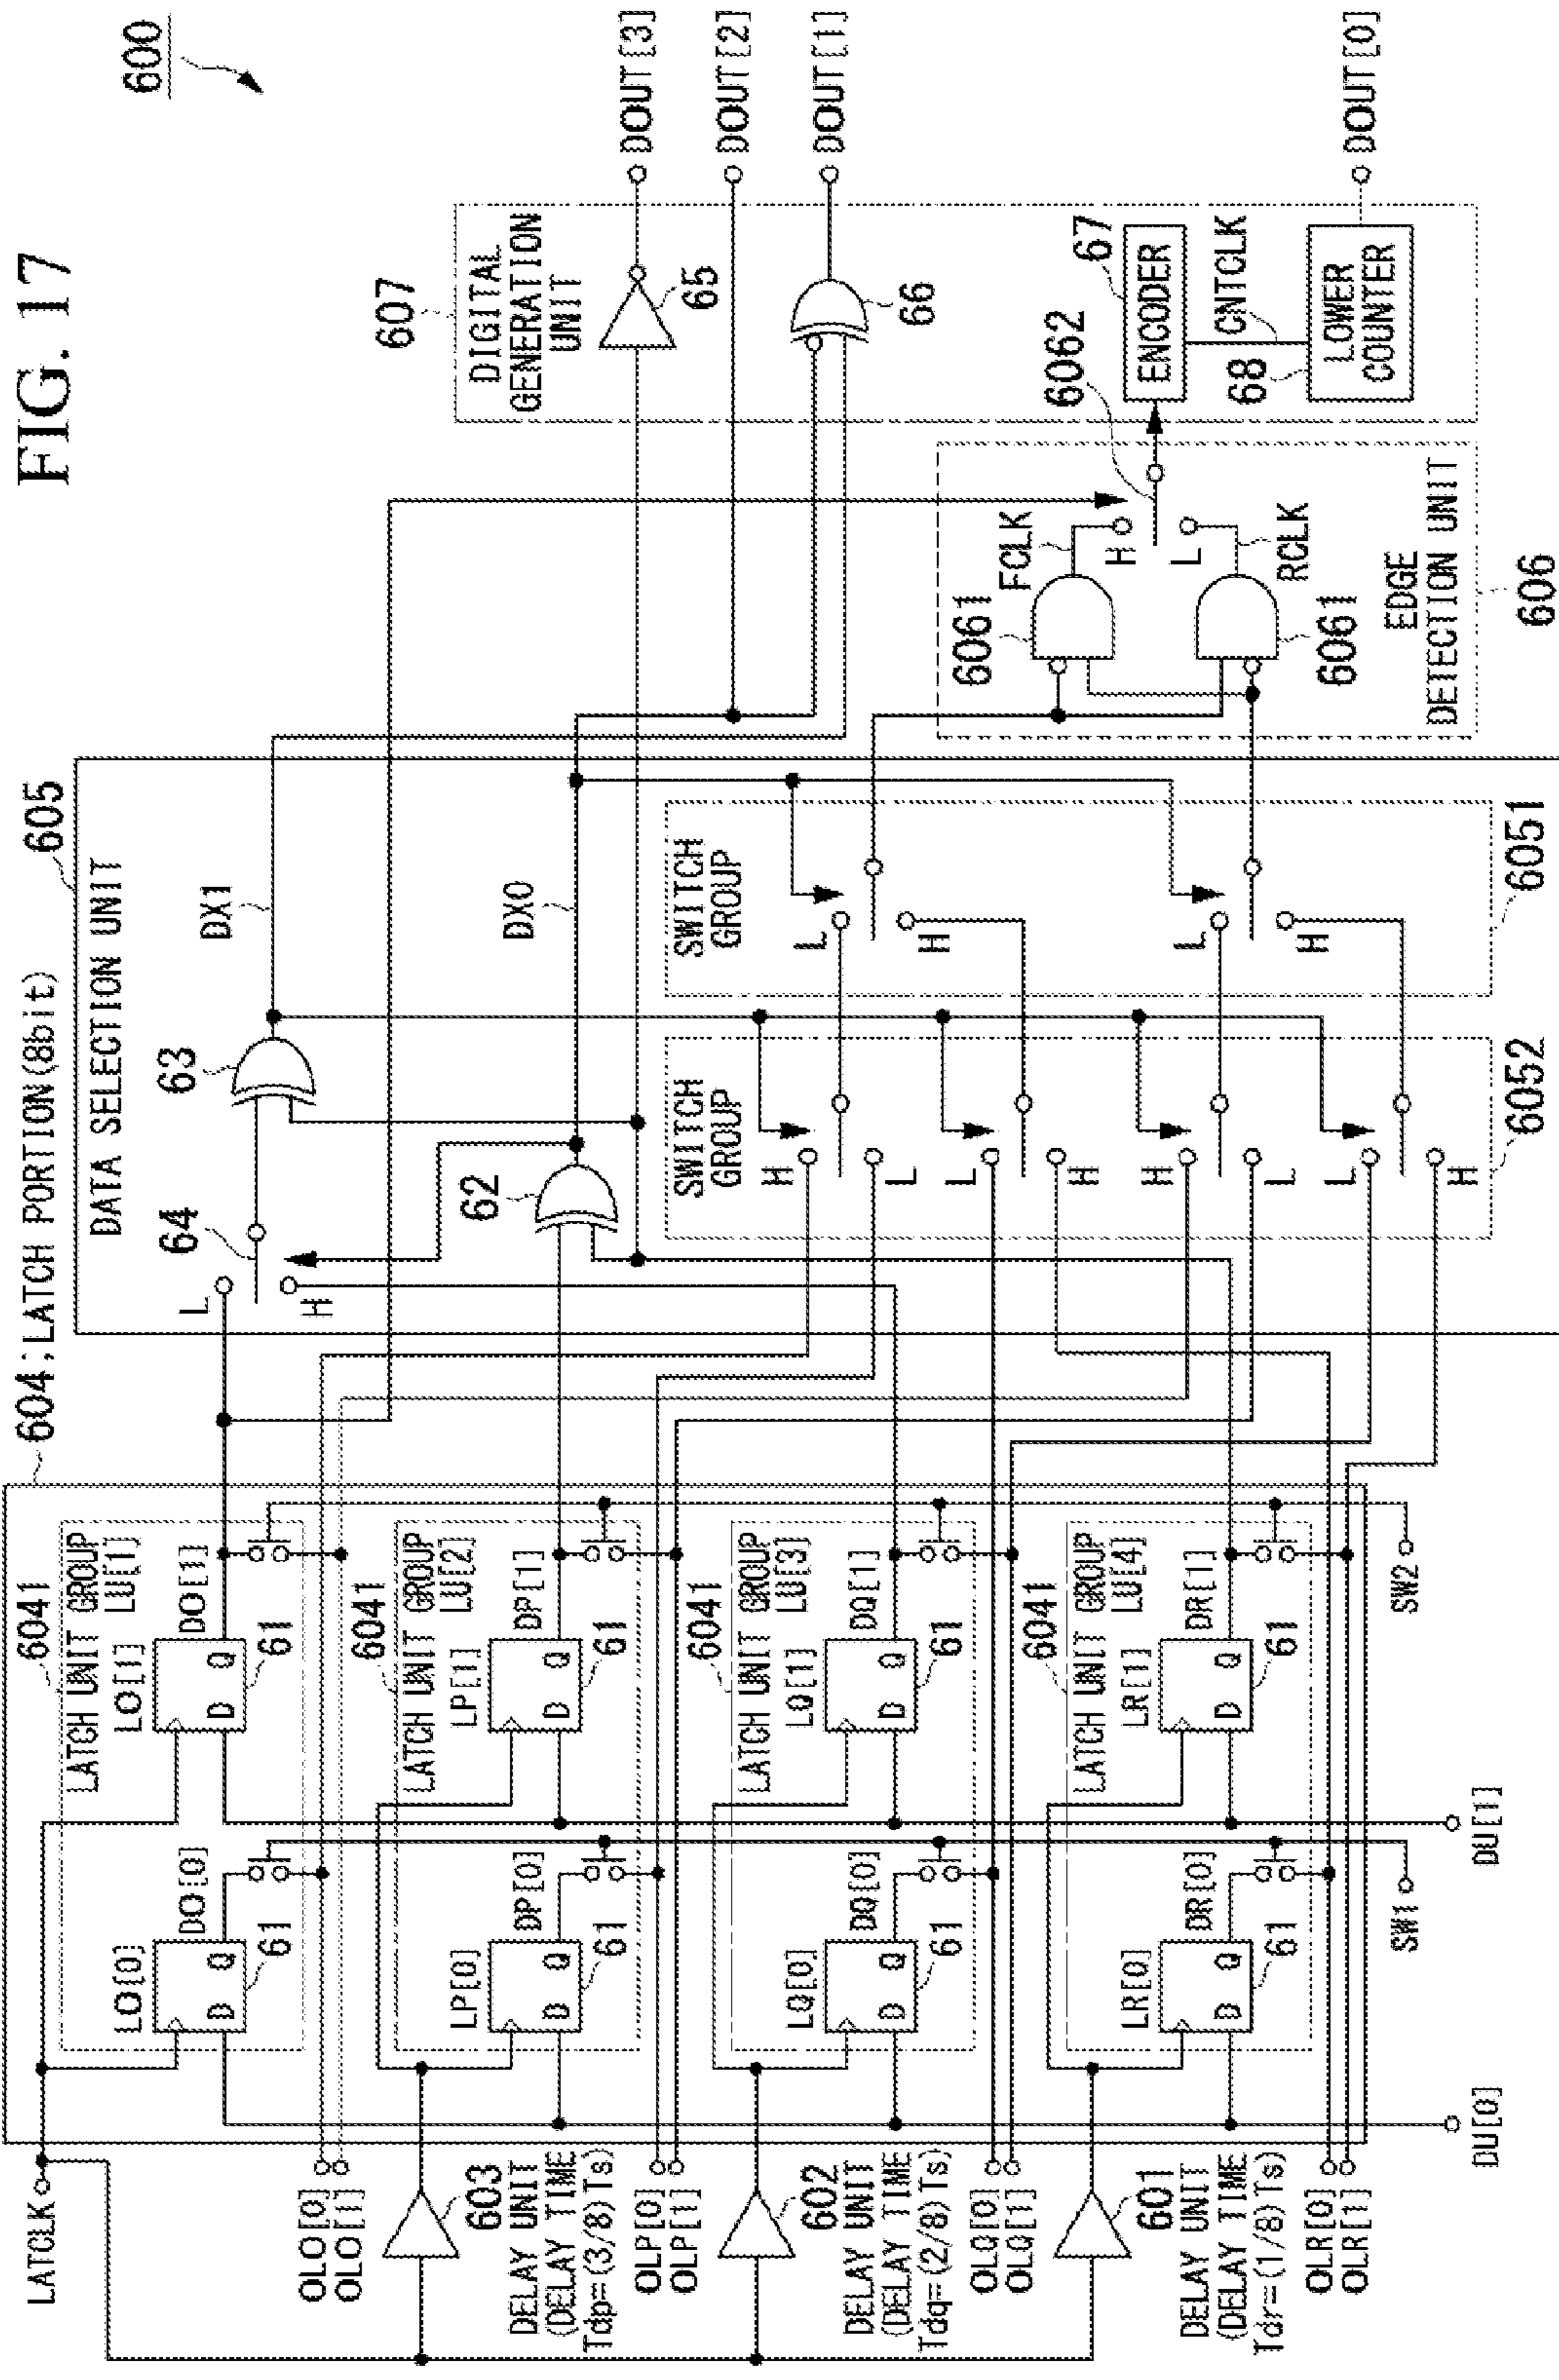 FIG. 17
600
604;LATCH PORTION(8bit)
605
DATA SELECTION UNIT
607
DIGITAL
GENERATION
UNIT
LATCLK
6041
LATCH UNIT GROUP
LU[1]
LO[0]
DO[0]
LO[1]
DO[1]
D Q
61
D Q
61
OLO[0]
OLO[1]
603
DELAY UNIT
(DELAY TIME
Tdp=(3/8)Ts)
6041
LATCH UNIT GROUP
LU[2]
LP[0]
DP[0]
LP[1]
DP[1]
D Q
61
D Q
61
OLP[0]
OLP[1]
602
DELAY UNIT
(DELAY TIME
Tdq=(2/8)Ts)
6041
LATCH UNIT GROUP
LU[3]
LQ[0]
DQ[0]
LQ[1]
DQ[1]
D Q
61
D Q
61
OLQ[0]
OLQ[1]
601
DELAY UNIT
(DELAY TIME
Tdr=(1/8)Ts)
6041
LATCH UNIT GROUP
LU[4]
LR[0]
DR[0]
LR[1]
DR[1]
D Q
61
D Q
61
OLR[0]
OLR[1]
DU[0]
SW1
DU[1]
SW2
L
64
H
63
DX1
62
DX0
SWITCH
GROUP
H
L
L
H
H
L
L
H
6052
SWITCH
GROUP
L
H
L
H
6051
6061
FCLK
H
6062
L
RCLK
6061
EDGE
DETECTION UNIT
606
65
66
ENCODER
67
CNTCLK
68
LOWER
COUNTER
DOUT[3]
DOUT[2]
DOUT[1]
DOUT[0]